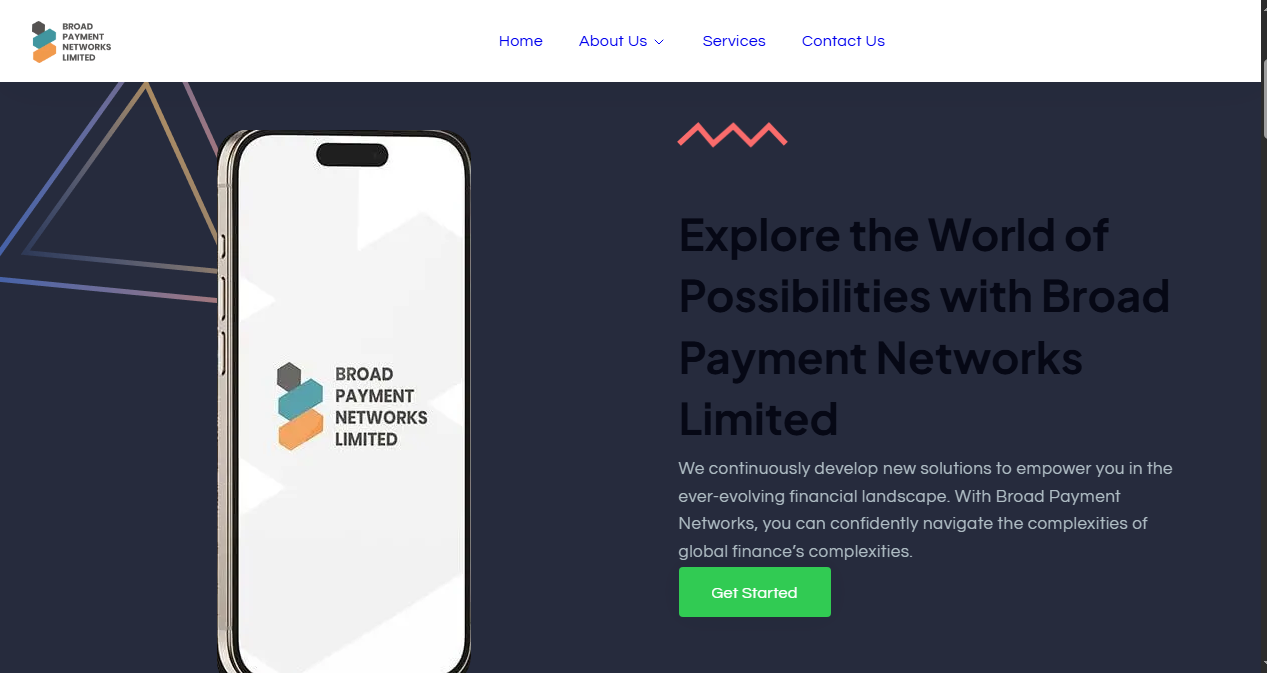 BROAD
PAYMENT
NETWORKS
LIMITED
Home
About Us
Services
Contact Us
BROAD
PAYMENT
NETWORKS
LIMITED
Explore the World of
Possibilities with Broad
Payment Networks
Limited
We continuously develop new solutions to empower you in the
ever-evolving financial landscape. With Broad Payment
Networks, you can confidently navigate the complexities of
global finance’s complexities.
Get Started